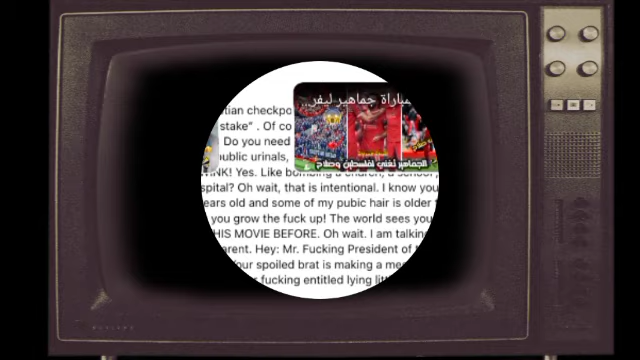 tian checkpo
مباراة جماهير ليفر..
stake" . Of co
Do you need
public urinals,
الجماهير تغني لفلسطين وصلاح
NK! Yes. Like bombing a church, a school,
spital? Oh wait, that is intentional. I know you
ears old and some of my pubic hair is older
you grow the fuck up! The world sees you
HIS MOVIE BEFORE. Oh wait. I am talkin
arent. Hey: Mr. Fucking President of t
our spoiled brat is making a me
r fucking entitled lying litt